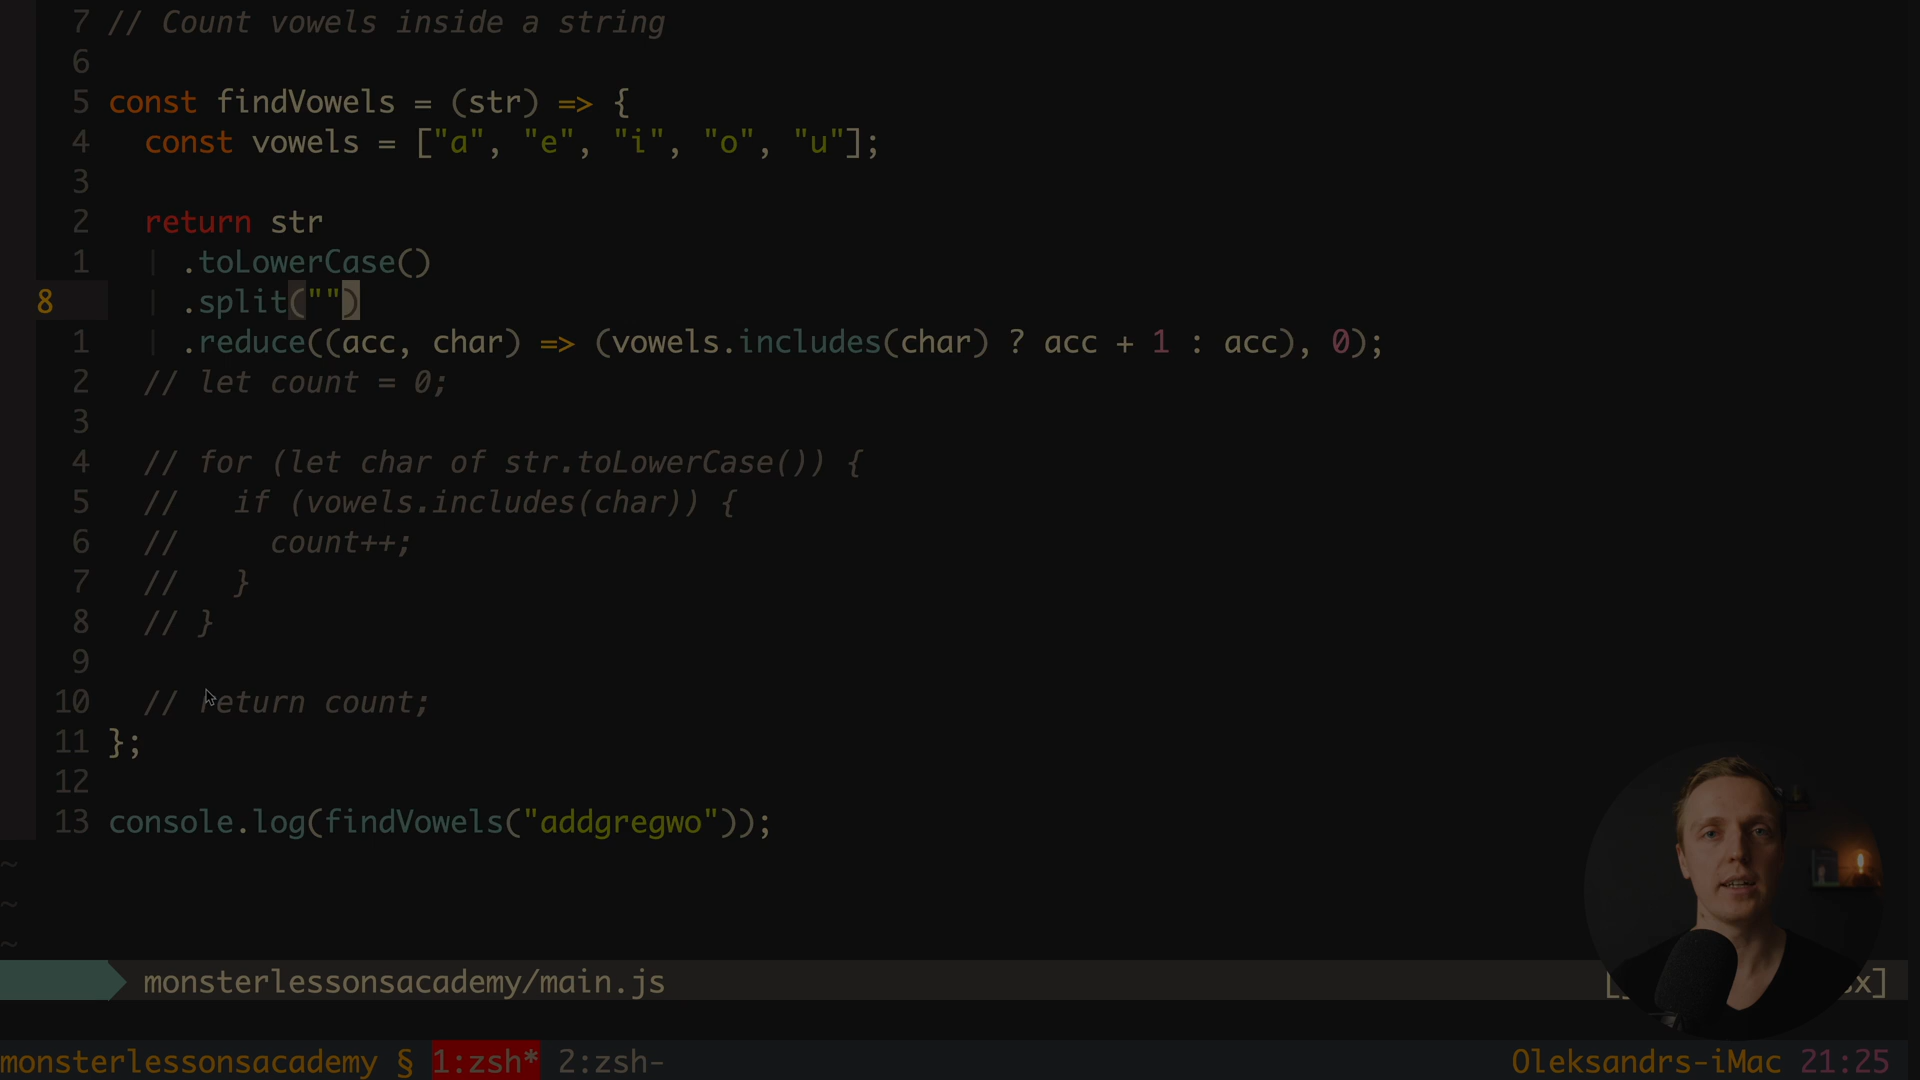 7 // Count vowels inside a string
6
5 const findVowels = (str) => {
4   const vowels = ["a", "e", "i", "o", "u"];
3
2   return str
1     .toLowerCase()
8     .split("")
1     .reduce((acc, char) => (vowels.includes(char) ? acc + 1 : acc), 0);
2   // let count = 0;
3
4   // for (let char of str.toLowerCase()) {
5   //   if (vowels.includes(char)) {
6   //     count++;
7   //   }
8   // }
9
10   // return count;
11 };
12
13 console.log(findVowels("addgregwo"));
~
~
~
monsterlessonsacademy/main.js
monsterlessonsacademy § 1:zsh* 2:zsh- Oleksandrs-iMac 21:25